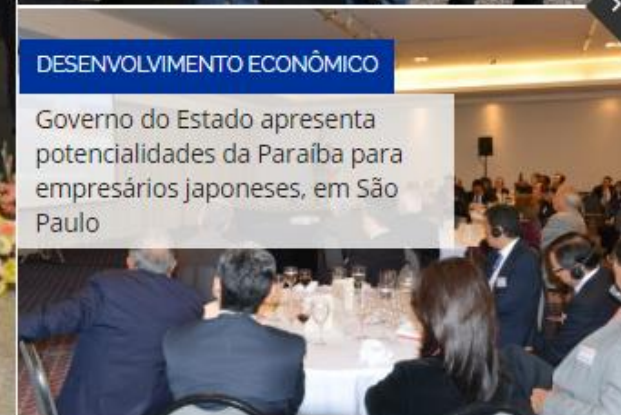 DESENVOLVIMENTO ECONÔMICO
Governo do Estado apresenta
potencialidades da Paraíba para
empresários japoneses, em São
Paulo